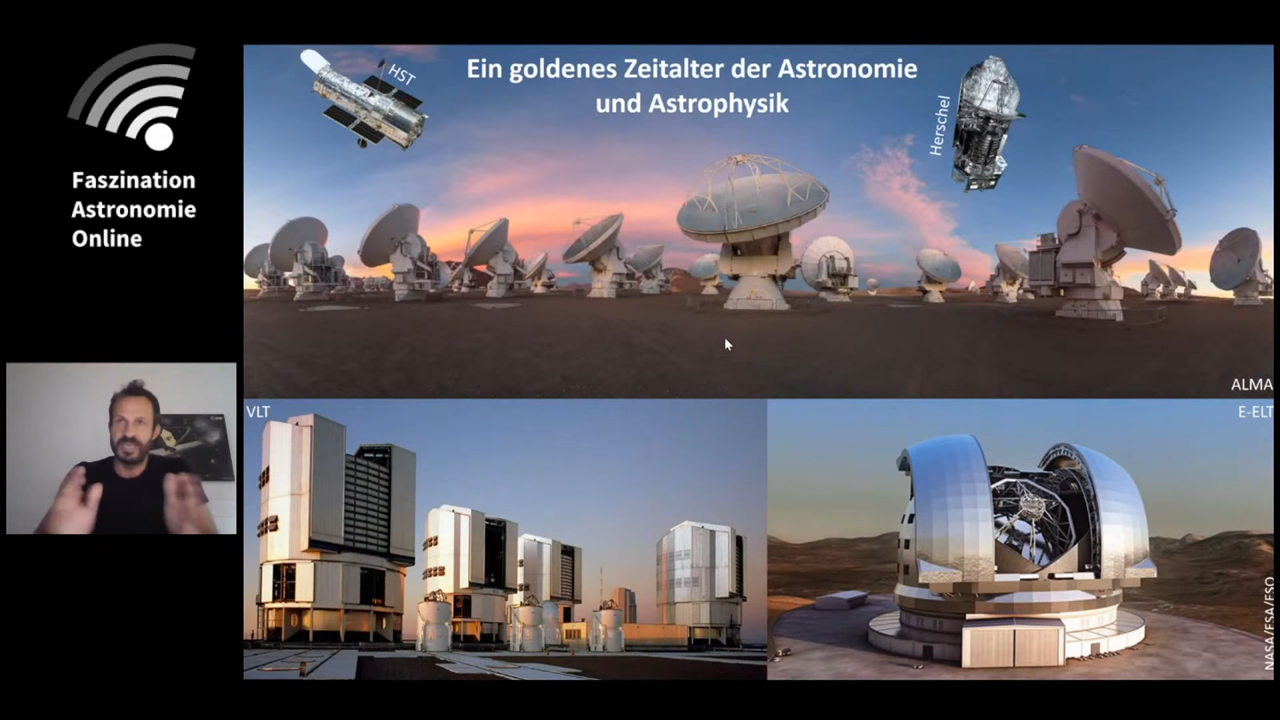 Faszination
Astronomie
Online
Ein goldenes Zeitalter der Astronomie
und Astrophysik
HST
Herschel
ALMA
VLT
E-ELT
NASA/ESA/ESO